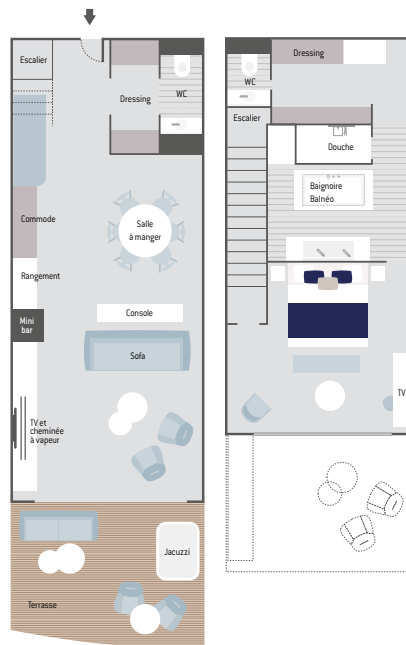 Escalier
Dressing
WC
Commode
Salle
à manger
Rangement
Mini
bar
Console
Sofa
TV et
cheminée
à vapeur
Jacuzzi
Terrasse
Dressing
WC
Escalier
Douche
Baignoire
Balnéo
TV